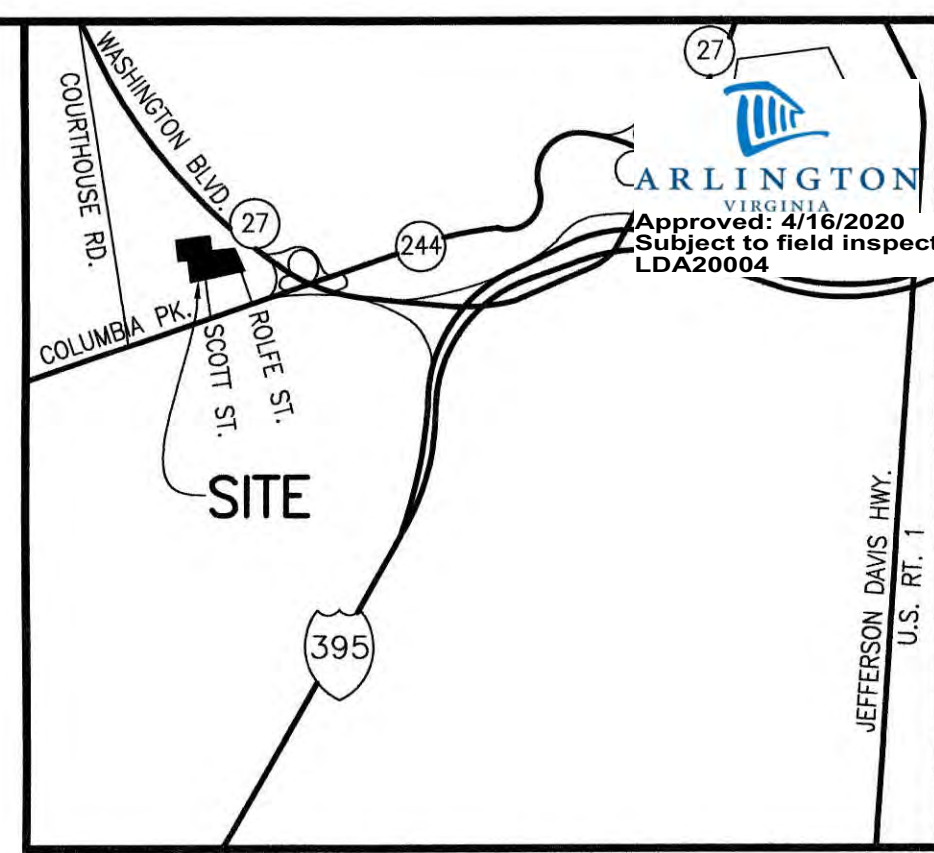 WASHINGTON BLVD.
27
COURTHOUSE RD.
ARLINGTON
VIRGINIA
Approved: 4/16/2020
Subject to field inspect
LDA20004
27
244
COLUMBIA PK.
SCOTT ST.
ROLFE ST.
SITE
395
JEFFERSON DAVIS HWY.
U.S. RT. 1